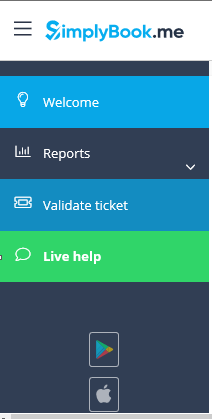 SimplyBook.me
Welcome
Reports
Validate ticket
Live help